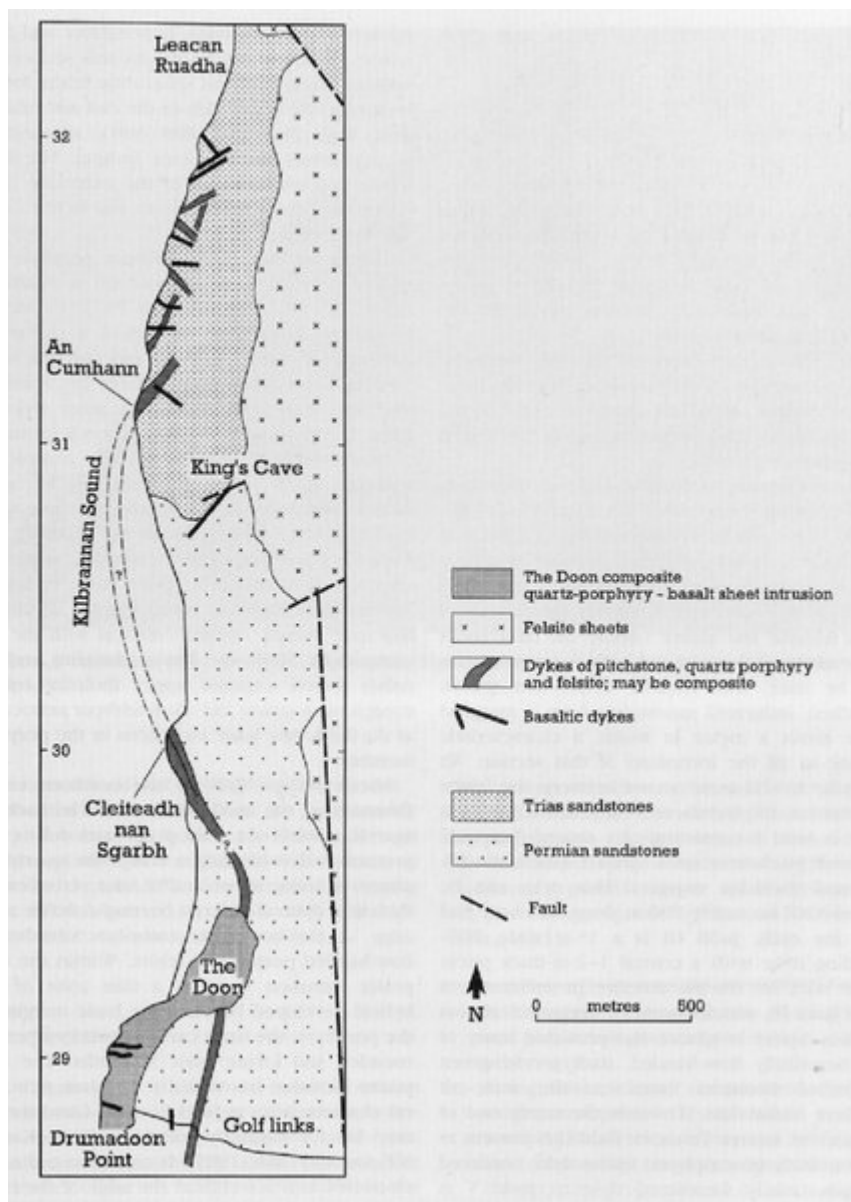 Leacan
Ruadha
32
An
Cumhann
31
King's Cave
Kilbrannan Sound
?
30
Cleiteadh
nan
Sgarbh
?
The
Doon
29
Golf links
Drumadoon
Point
The Doon composite
quartz-porphyry - basalt sheet intrusion
Felsite sheets
Dykes of pitchstone, quartz porphyry
and felsite; may be composite
Basaltic dykes
Trias sandstones
Permian sandstones
Fault
N
0 metres 500